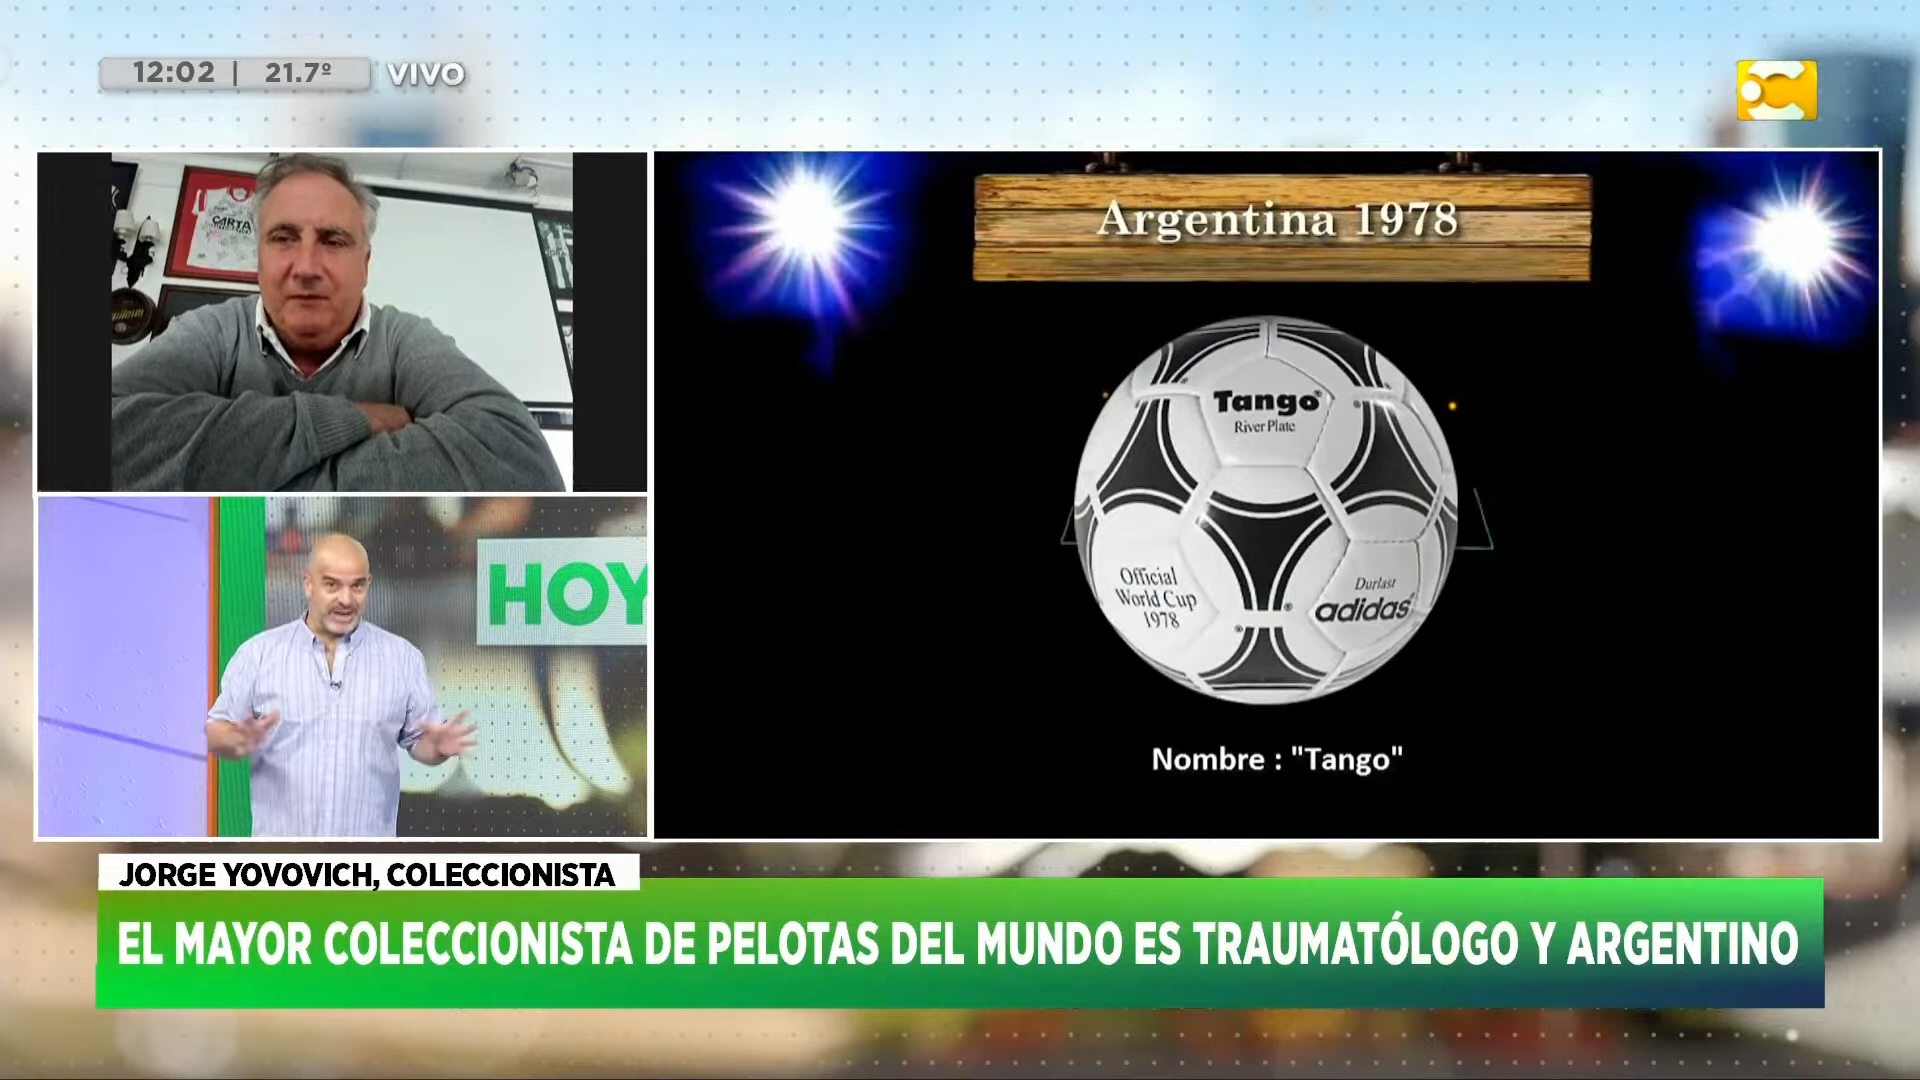 12:02 | 21.7º VIVO
CARTA
HOY
Argentina 1978
Tango®
River Plate
Official
World Cup
1978
Durlast
adidas
Nombre : "Tango"
JORGE YOVOVICH, COLECCIONISTA
EL MAYOR COLECCIONISTA DE PELOTAS DEL MUNDO ES TRAUMATÓLOGO Y ARGENTINO